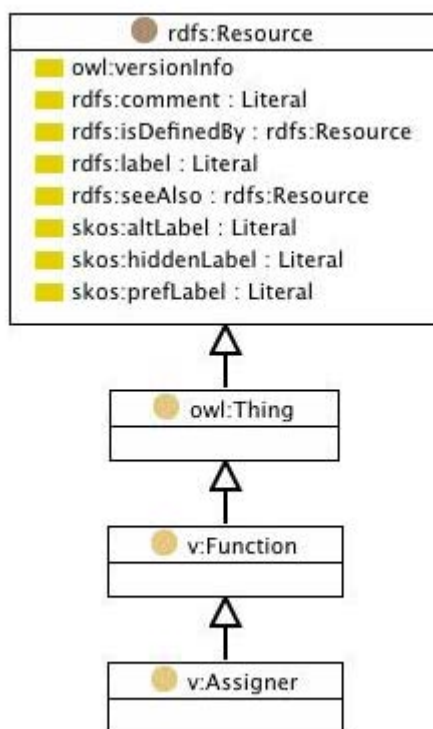 rdfs:Resource
owl:versionInfo
rdfs:comment : Literal
rdfs:isDefinedBy : rdfs:Resource
rdfs:label : Literal
rdfs:seeAlso : rdfs:Resource
skos:altLabel : Literal
skos:hiddenLabel : Literal
skos:prefLabel : Literal
owl:Thing
v:Function
v:Assigner